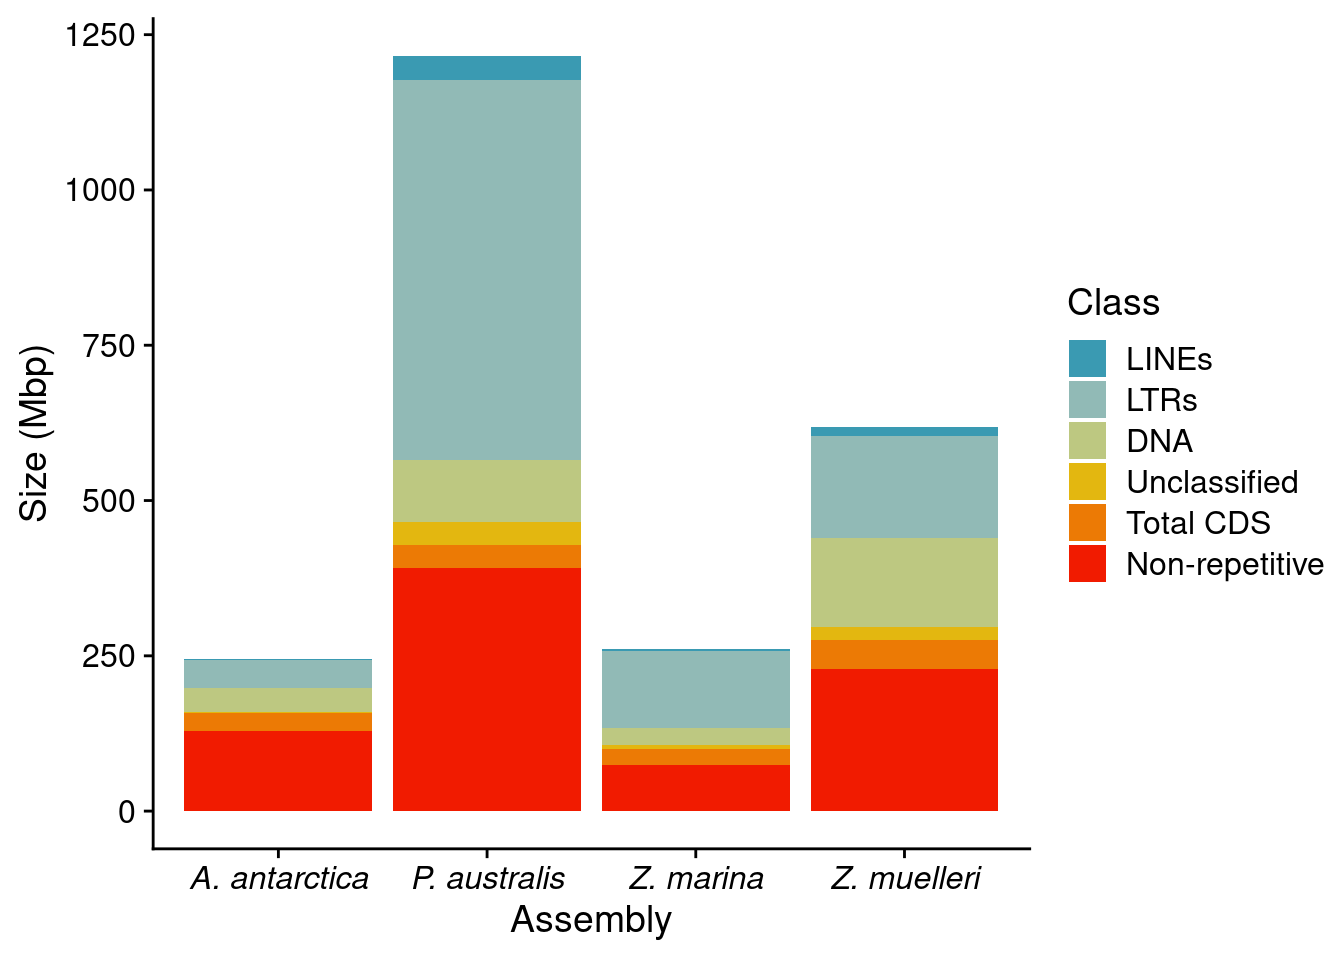 1250
1000
750
500
250
0
Size (Mbp)
A. antarctica
P. australis
Z. marina
Z. muelleri
Assembly
Class
LINEs
LTRs
DNA
Unclassified
Total CDS
Non-repetitive